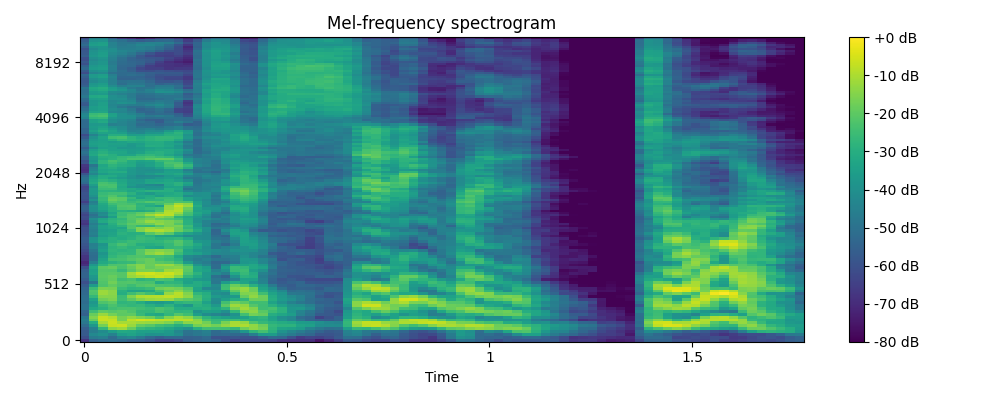 Mel-frequency spectrogram
Hz
8192
4096
2048
1024
512
0
0
0.5
1
1.5
Time
+0 dB
-10 dB
-20 dB
-30 dB
-40 dB
-50 dB
-60 dB
-70 dB
-80 dB